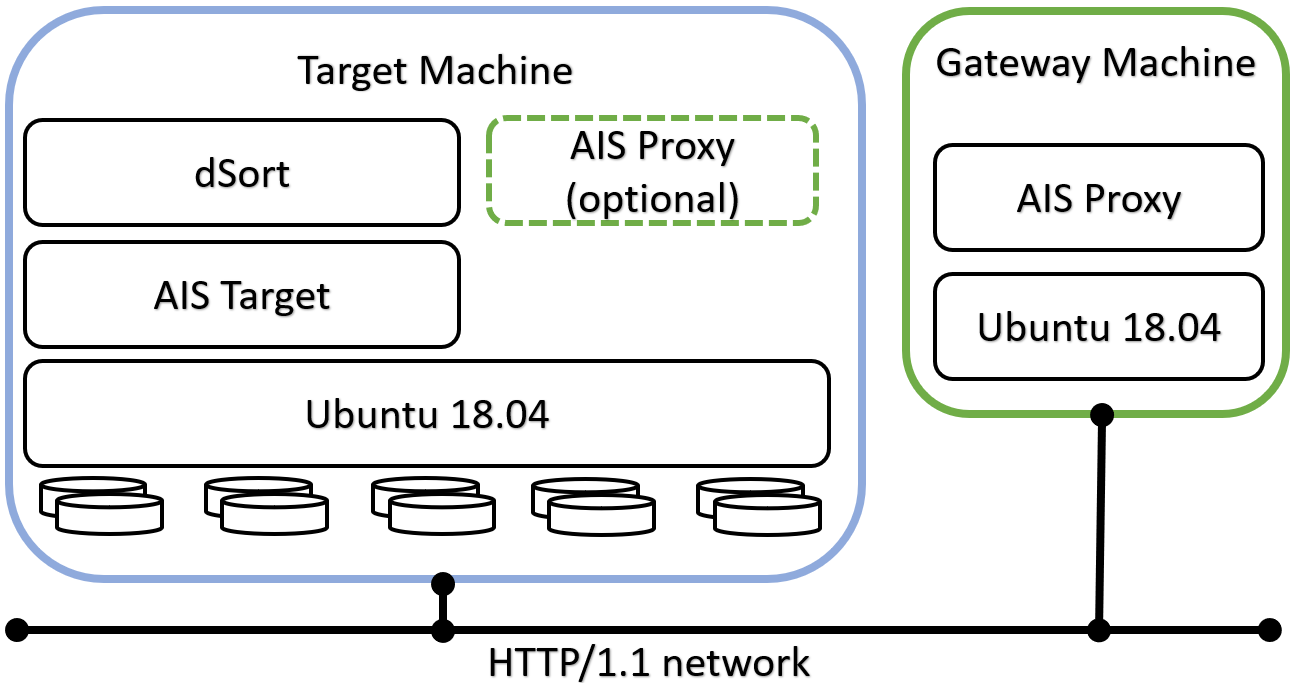 Target Machine
dSort
AIS Proxy
(optional)
AIS Target
Ubuntu 18.04
Gateway Machine
AIS Proxy
Ubuntu 18.04
HTTP/1.1 network